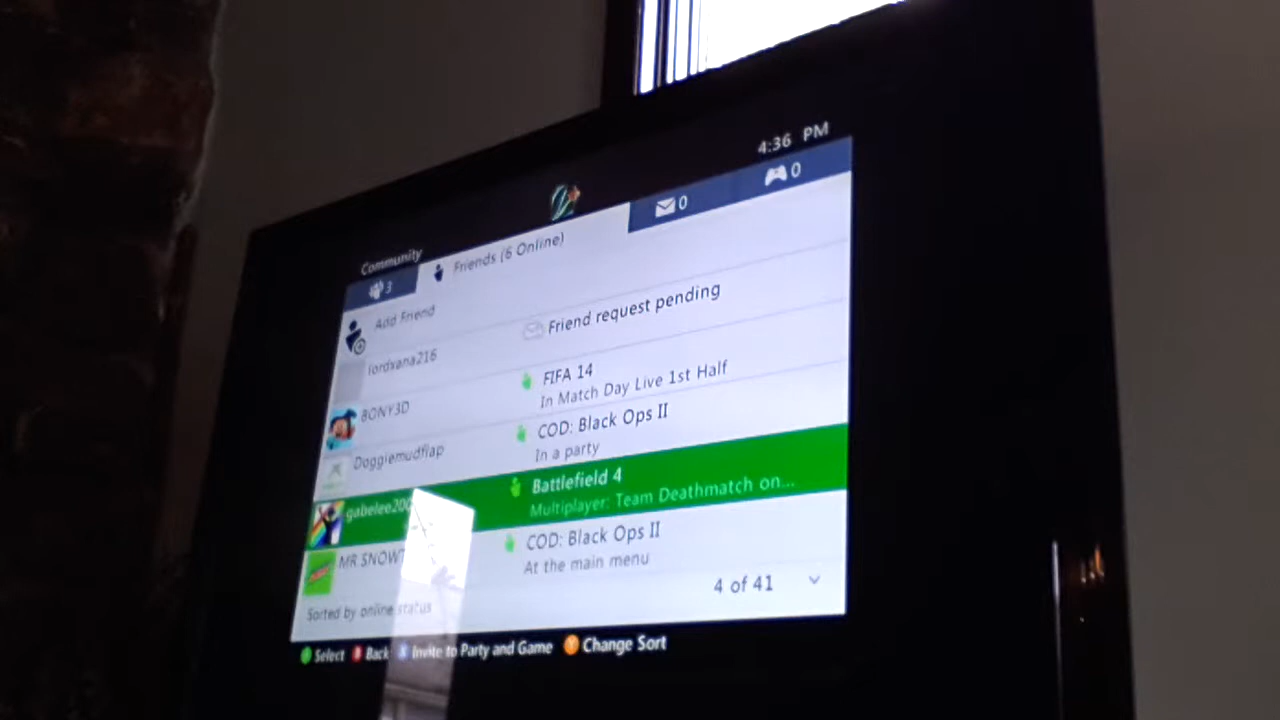 4:36 PM
Community
3
Friends (6 Online)
0
0
Add Friend
lordvana216
Friend request pending
BONY3D
FIFA 14
In Match Day Live 1st Half
Doggiemudflap
COD: Black Ops II
In a party
gabelee200
Battlefield 4
Multiplayer: Team Deathmatch on...
MR SNOW
COD: Black Ops II
At the main menu
Sorted by online status
4 of 41
Select Back Invite to Party and Game Y Change Sort